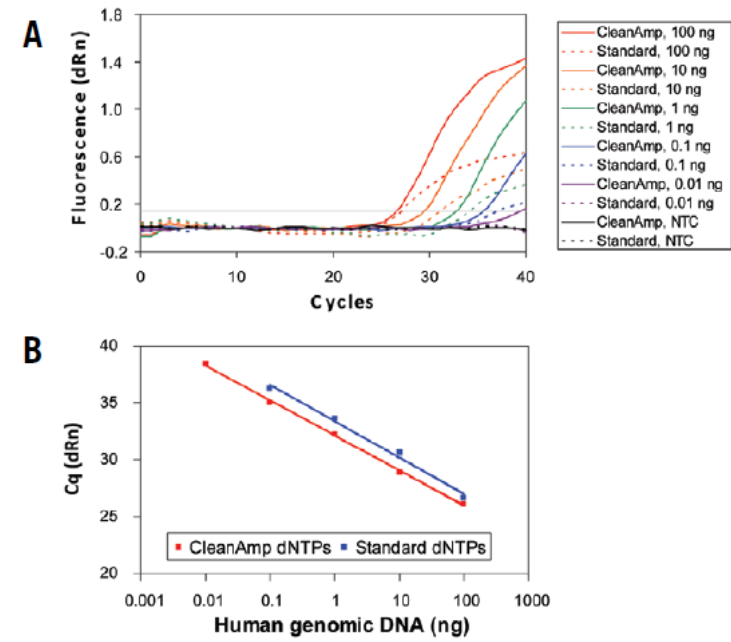 A
1.8
1.4
1.0
0.6
0.2
-0.2
Fluorescence (dRn)
0 10 20 30 40
Cycles
CleanAmp, 100 ng
Standard, 100 ng
CleanAmp, 10 ng
Standard, 10 ng
CleanAmp, 1 ng
Standard, 1 ng
CleanAmp, 0.1 ng
Standard, 0.1 ng
CleanAmp, 0.01 ng
Standard, 0.01 ng
CleanAmp, NTC
Standard, NTC
B
40
35
30
25
20
Cq (dRn)
CleanAmp dNTPs Standard dNTPs
0.001 0.01 0.1 1 10 100 1000
Human genomic DNA (ng)